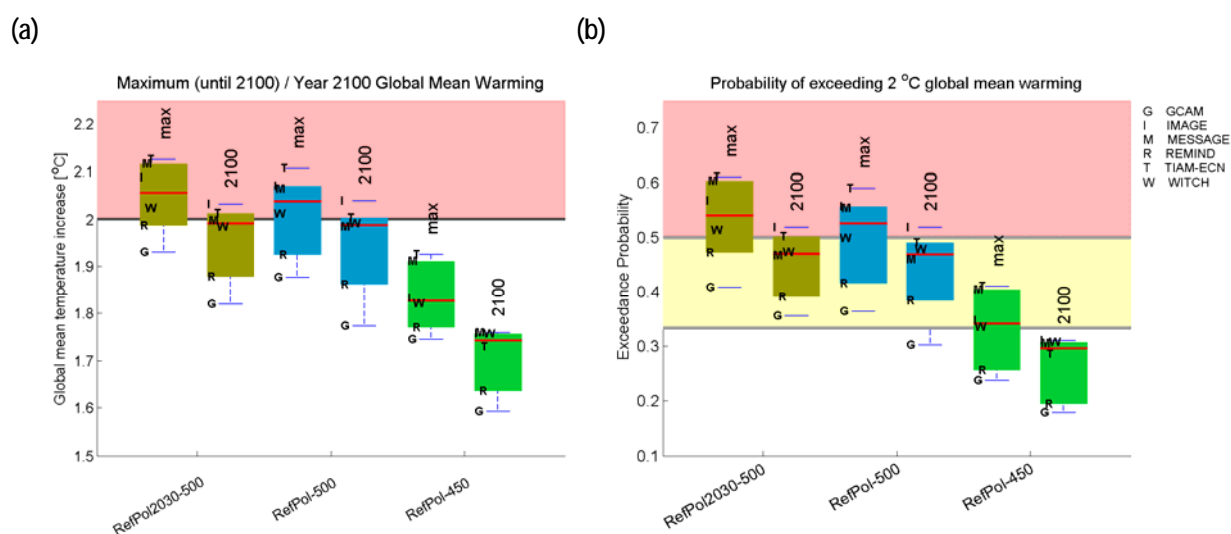 (a)
(b)
Maximum (until 2100) / Year 2100 Global Mean Warming
Global mean temperature increase [°C]
2.2
2.1
2
1.9
1.8
1.7
1.6
1.5
max
2100
max
2100
max
2100
M T
I
W
R
G
I
M T
W
R
G
T
I M
W
R
G
I
T
M W
R
G
T
M
I W
R
G
M W
T
R
G
RefPol2030-500
RefPol-500
RefPol-450
Probability of exceeding 2 °C global mean warming
Exceedance Probability
0.7
0.6
0.5
0.4
0.3
0.2
0.1
max
2100
max
2100
max
2100
M T
I
W
R
G
I
T
M W
R
G
T
I M
W
R
G
I
T
W
M
R
G
T
M
I
W
R
G
I M W
T
R
G
RefPol2030-500
RefPol-500
RefPol-450
G GCAM
I IMAGE
M MESSAGE
R REMIND
T TIAM-ECN
W WITCH